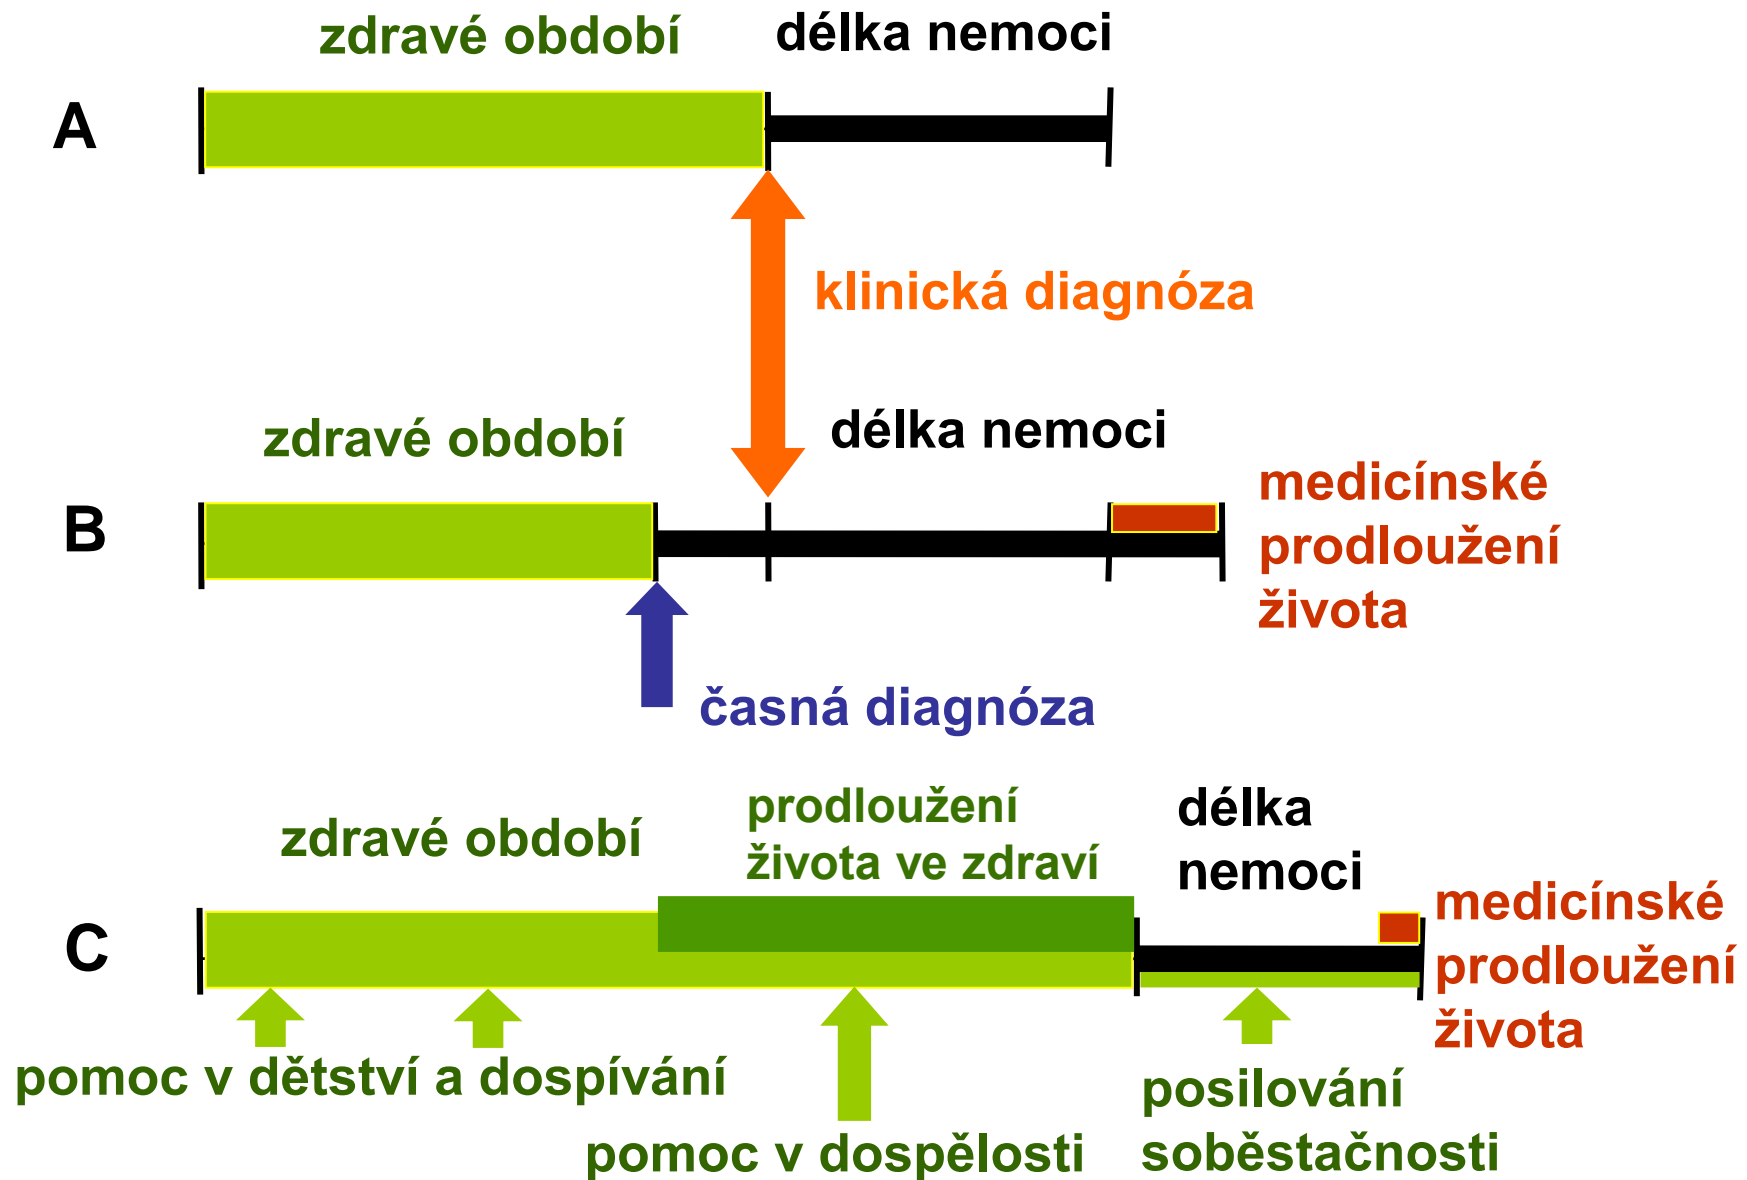 zdravé období
délka nemoci
A
klinická diagnóza
zdravé období
délka nemoci
B
medicínské
prodloužení
života
časná diagnóza
zdravé období
prodloužení
života ve zdraví
délka
nemoci
C
medicínské
prodloužení
života
pomoc v dětství a dospívání
pomoc v dospělosti
posilování
soběstačnosti